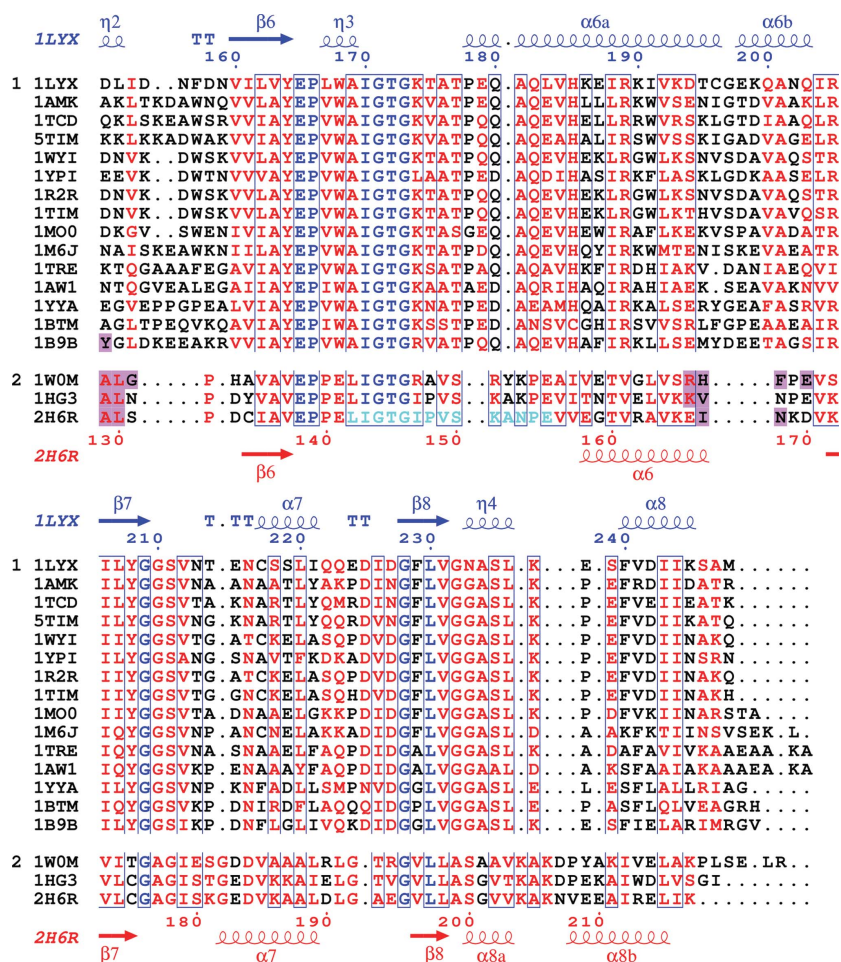 η2 β6 η3 α6a α6b
1LYX TT .
160 170 180 190 200
1 1LYX DLID..NFDNVILVYEPLWAIGTGKTATPEQ.AQLVHKEIRKIVKDTCGEKQANQIR
1AMK AKLTKDAWNQVVLAYEPVWAIGTGKVATPEQ.AQEVHLLLRKWVSENIGTDVAAKLR
1TCD QKLSKEAWSRVVLAYEPVWAIGTGKVATPQQ.AQEVHELLRRWVRSKLGTDIAAQLR
5TIM KKLKKADWAKVVIAYEPVWAIGTGKVATPQQ.AQEAHALIRSWVSSKIGADVAGELR
1WYI DNVK..DWSKVVLAYEPVWAIGTGKTATPQQ.AQEVHEKLRGWLKSNVSDAVAQSTR
1YPI EEVK..DWTNVVVAYEPVWAIGTGLAATPED.AQDIHASIRKFLASKLGDKAASELR
1R2R DNVK..DWSKVVLAYEPVWAIGTGKTATPQQ.AQEVHEKLRGWLKSNVSDAVAQSTR
1TIM DNVK..DWSKVVLAYEPVWAIGTGKTATPQQ.AQEVHEKLRGWLKTHVSDAVAVQSR
1MO0 DKGV..SWENVVIAYEPVWAIGTGKTASGEQ.AQEVHEWIRAFLKEKVSPAVADATR
1M6J NAISKEAWKNIILAYEPVWAIGTGKTATPDQ.AQEVHQYIRKWMTENISKEVAEATR
1TRE KTQGAAAFEGAVIAYEPVWAIGTGKSATPAQ.AQAVHKFIRDHIAKV.DANIAEQVI
1AW1 NTQGVEALEGAIIAYEPIWAIGTGKAATAED.AQRIHAQIRAHIAEK.SEAVAKNVV
1YYA EGVEPPGPEALVIAYEPVWAIGTGKNATPED.AEAMHQAIRKALSERYGEAFASRVR
1BTM AGLTPEQVKQAVIAYEPIWAIGTGKSSTPED.ANSVCGHIRSVVSRLFGPEAAEAIR
1B9B YGLDKEEAKRVVIAYEPVWAIGTGRVATPQD.AQEVHAFIRKLLSEMYDEETAGSIR
2 1W0M ALG.....P.HAVAVEPPELIGTGRAVS..RYKPEAIVETVGLVSRH.....FPEVS
1HG3 ALN.....P.DYVAVEPPELIGTGIPVS..KAKPEVITNTVELVKKV.....NPEVK
2H6R ALS.....P.DCIAVEPPELIGTGIPVS..KANPEVVEGTVRAVKEI.....NKDVK
130 140 150 160 170
2H6R β6 α6
β7 α7 β8 η4 α8
1LYX T.TT TT
210 220 230 240
1 1LYX ILYGGSVNT.ENCSSLIQQEDIDGFLVGNASL.K...E.SFVDIIKSAM......
1AMK IIYGGSVNA.ANAATLYAKPDINGFLVGGASL.K...P.EFRDIIDATR......
1TCD ILYGGSVTA.KNARTLYQMRDINGFLVGGASL.K...P.EFVEIIEATK......
5TIM ILYGGSVNG.KNARTLYQQRDVNGFLVGGASL.K...P.EFVDIIKATQ......
1WYI IIYGGSVTG.ATCKELASQPDVDGFLVGGASL.K...P.EFVDIINAKQ......
1YPI ILYGGSANG.SNAVTFKDKADVDGFLVGGASL.K...P.EFVDIINSRN......
1R2R IIYGGSVTG.ATCKELASQPDVDGFLVGGASL.K...P.EFVDIINAKQ......
1TIM IIYGGSVTG.GNCKELASQHDVDGFLVGGASL.K...P.EFVDIINAKH......
1MO0 IIYGGSVTA.DNAAELGKKPDIDGFLVGGASL.K...P.DFVKIINARSTA....
1M6J IQYGGSVNP.ANCNELAKKADIDGFLVGGASL.D...A.AKFKTIINSVSEK.L.
1TRE IQYGGSVNA.SNAAELFAQPDIDGALVGGASL.K...A.DAFAVIVKAAEAA.KA
1AW1 IQYGGSVKP.ENAAAYFAQPDIDGALVGGAAL.D...A.KSFAAIAKAAAEA.KA
1YYA ILYGGSVNP.KNFADLLSMPNVDGGLVGGASL.E...L.ESFLALLRIAG.....
1BTM IQYGGSVNP.DNIRDFLAQQQIDGPLVGGASL.E...P.ASFLQLVEAGRH....
1B9B ILYGGSIKP.DNFLGLIVQKDIDGGLVGGASL.K...E.SFIELARIMRGV....
2 1W0M VITGAGIESGDDVAAALRLG.TRGVLLASAAVKAKDPYAKIVELAKPLSE.LR..
1HG3 VLCGAGISTGEDVKKAIELG.TVGVLLASGVTKAKDPEKAIWDLVSGI.......
2H6R VLCGAGISKGEDVKAALDLG.AEGVLLASGVVKAKNVEEAIRELIK.........
180 190 200 210
2H6R β7 α7 β8 α8a α8b